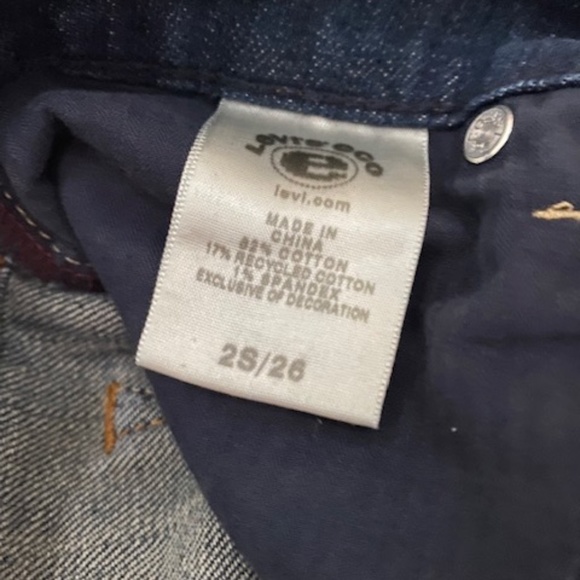 Levi's eco
e
levi.com
MADE IN
CHINA
82% COTTON
17% RECYCLED COTTON
1% SPANDEX
EXCLUSIVE OF DECORATION
2S/26